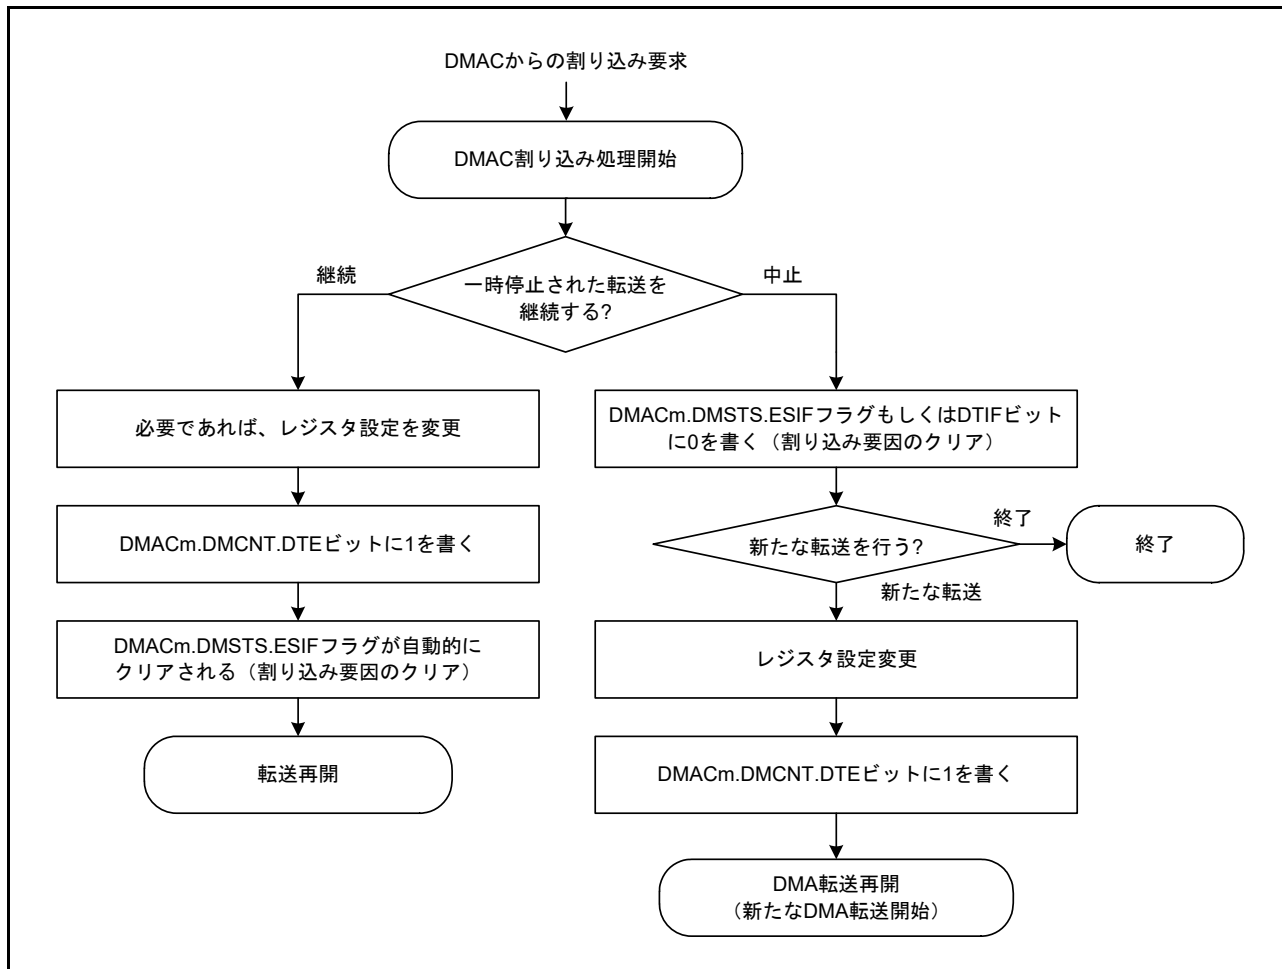 DMACからの割り込み要求
DMAC割り込み処理開始
一時停止された転送を
継続する?
継続
中止
必要であれば、レジスタ設定を変更
DMACm.DMCNT.DTEビットに1を書く
DMACm.DMSTS.ESIFフラグが自動的に
クリアされる（割り込み要因のクリア）
転送再開
DMACm.DMSTS.ESIFフラグもしくはDTIFビット
に0を書く（割り込み要因のクリア）
新たな転送を行う?
終了
終了
新たな転送
レジスタ設定変更
DMACm.DMCNT.DTEビットに1を書く
DMA転送再開
（新たなDMA転送開始）